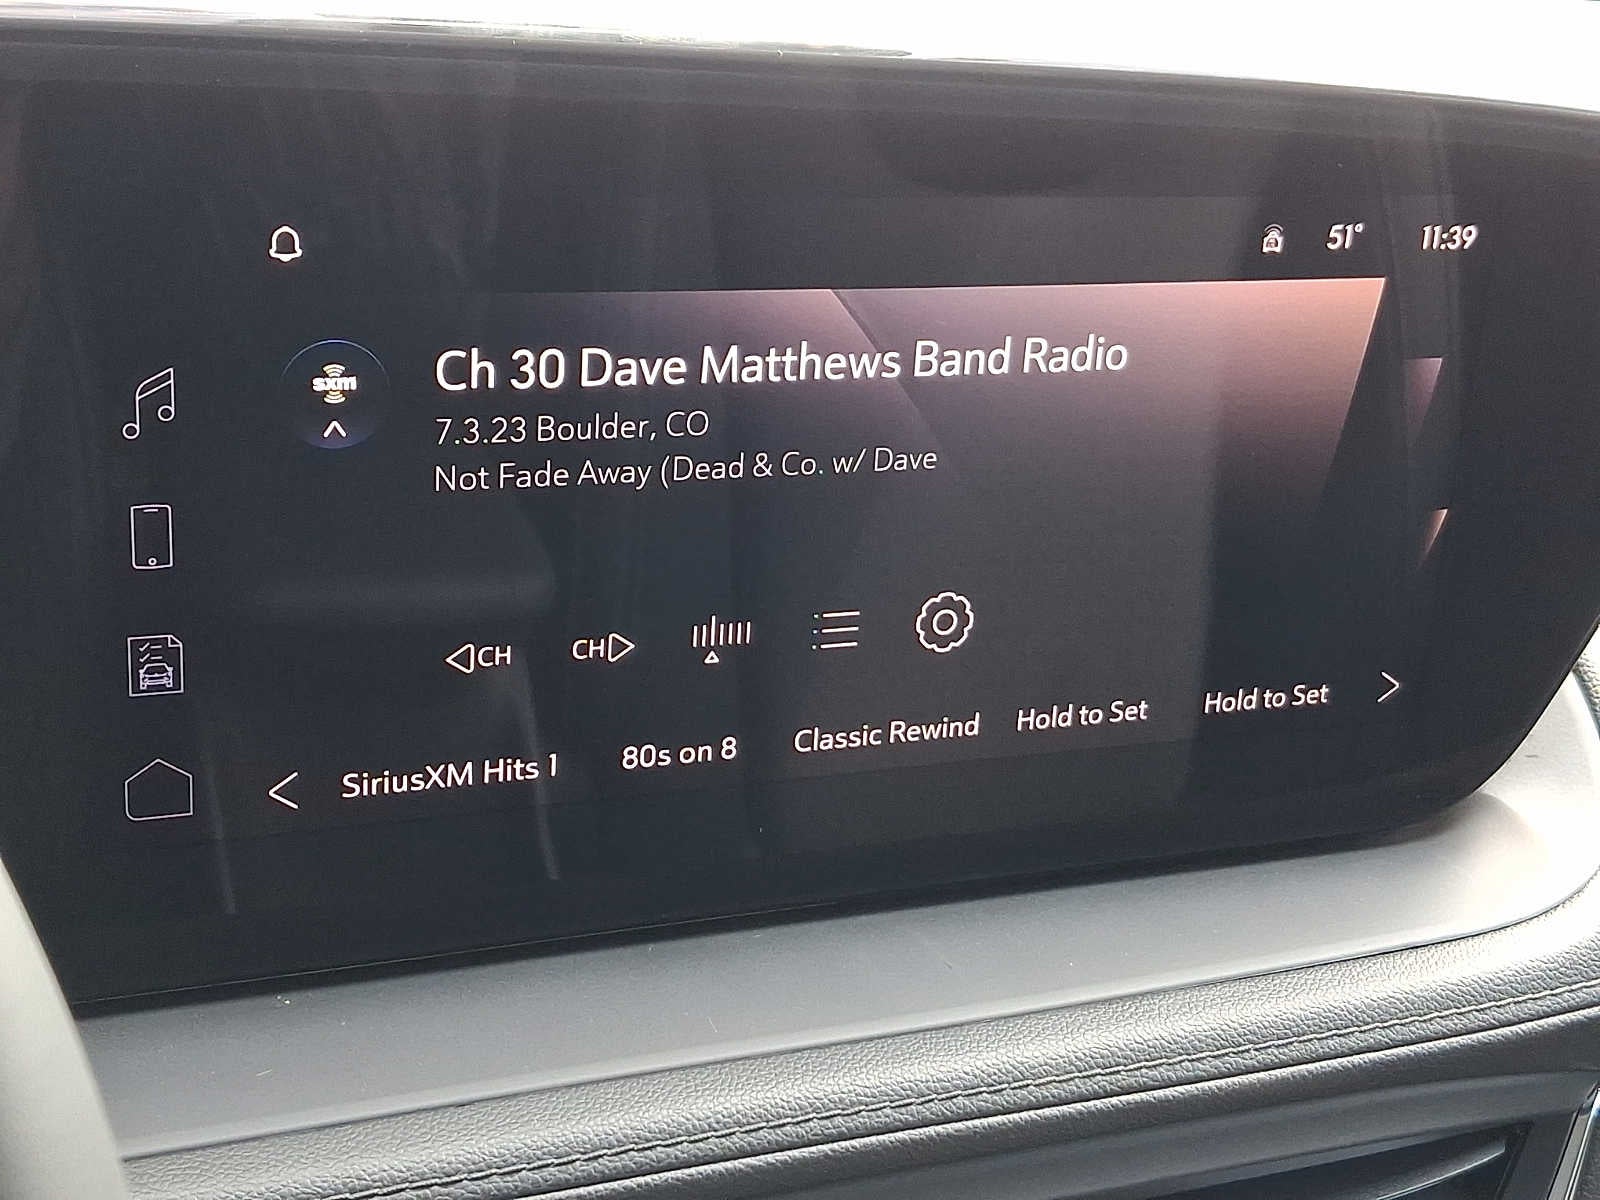 51° 11:39
sxm
Ch 30 Dave Matthews Band Radio
7.3.23 Boulder, CO
Not Fade Away (Dead & Co. w/ Dave
CH CH
SiriusXM Hits 1 80s on 8 Classic Rewind Hold to Set Hold to Set